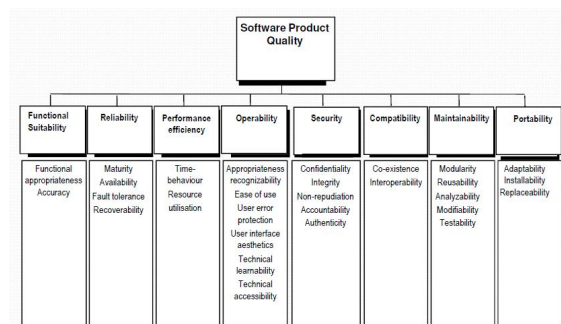 Software Product
Quality
Functional
Suitability
Reliability
Performance
efficiency
Operability
Security
Compatibility
Maintainability
Portability
Functional
appropriateness
Accuracy
Maturity
Availability
Fault tolerance
Recoverability
Time-
behaviour
Resource
utilisation
Appropriateness
recognizability
Ease of use
User error
protection
User interface
aesthetics
Technical
learnability
Technical
accessibility
Confidentiality
Integrity
Non-repudiation
Accountability
Authenticity
Co-existence
Interoperability
Modularity
Reusability
Analyzability
Modifiability
Testability
Adaptability
Installability
Replaceability